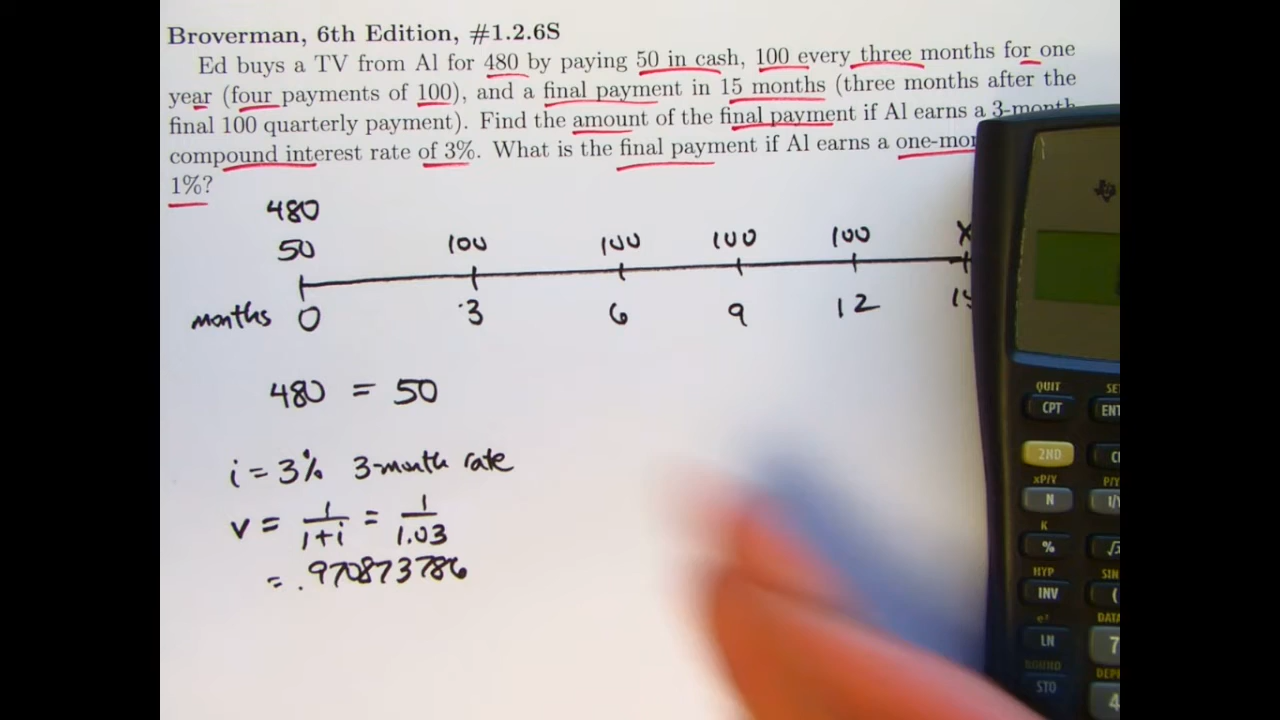 Broverman, 6th Edition, #1.2.6S
Ed buys a TV from Al for 480 by paying 50 in cash, 100 every three months for one
year (four payments of 100), and a final payment in 15 months (three months after the
final 100 quarterly payment). Find the amount of the final payment if Al earns a 3-month
compound interest rate of 3%. What is the final payment if Al earns a one-mon
1%?
480
50 100 100 100 100 X
months 0 3 6 9 12
480 = 50
i = 3% 3-month rate
v = 1/1+i = 1/1.03
= .970873786
QUIT
CPT
2ND
xP/Y P/Y
N I/Y
K
%
HYP SIN
INV (
LN 7
ROUND
STO 4